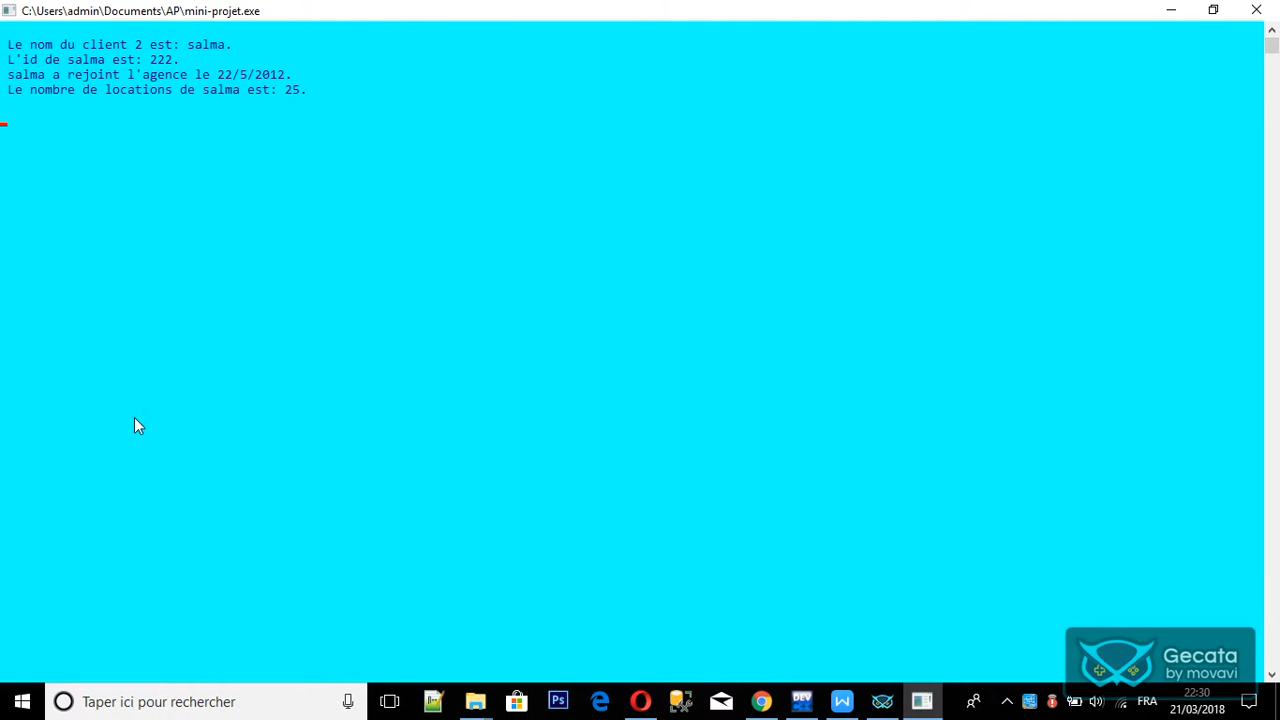 C:\Users\admin\Documents\AP\mini-projet.exe
Le nom du client 2 est: salma.
L'id de salma est: 222.
salma a rejoint l'agence le 22/5/2012.
Le nombre de locations de salma est: 25.
Gecata
by movavi
Taper ici pour rechercher
Ps
DEV
W
FRA
22:30
21/03/2018